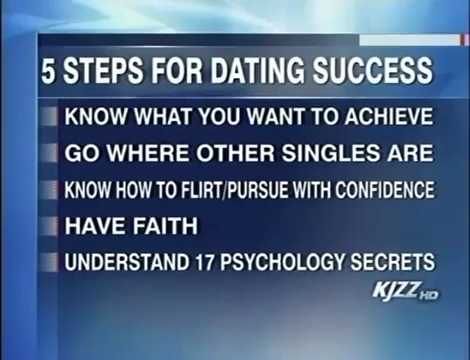 5 STEPS FOR DATING SUCCESS
KNOW WHAT YOU WANT TO ACHIEVE
GO WHERE OTHER SINGLES ARE
KNOW HOW TO FLIRT/PURSUE WITH CONFIDENCE
HAVE FAITH
UNDERSTAND 17 PSYCHOLOGY SECRETS
KJZZ HD